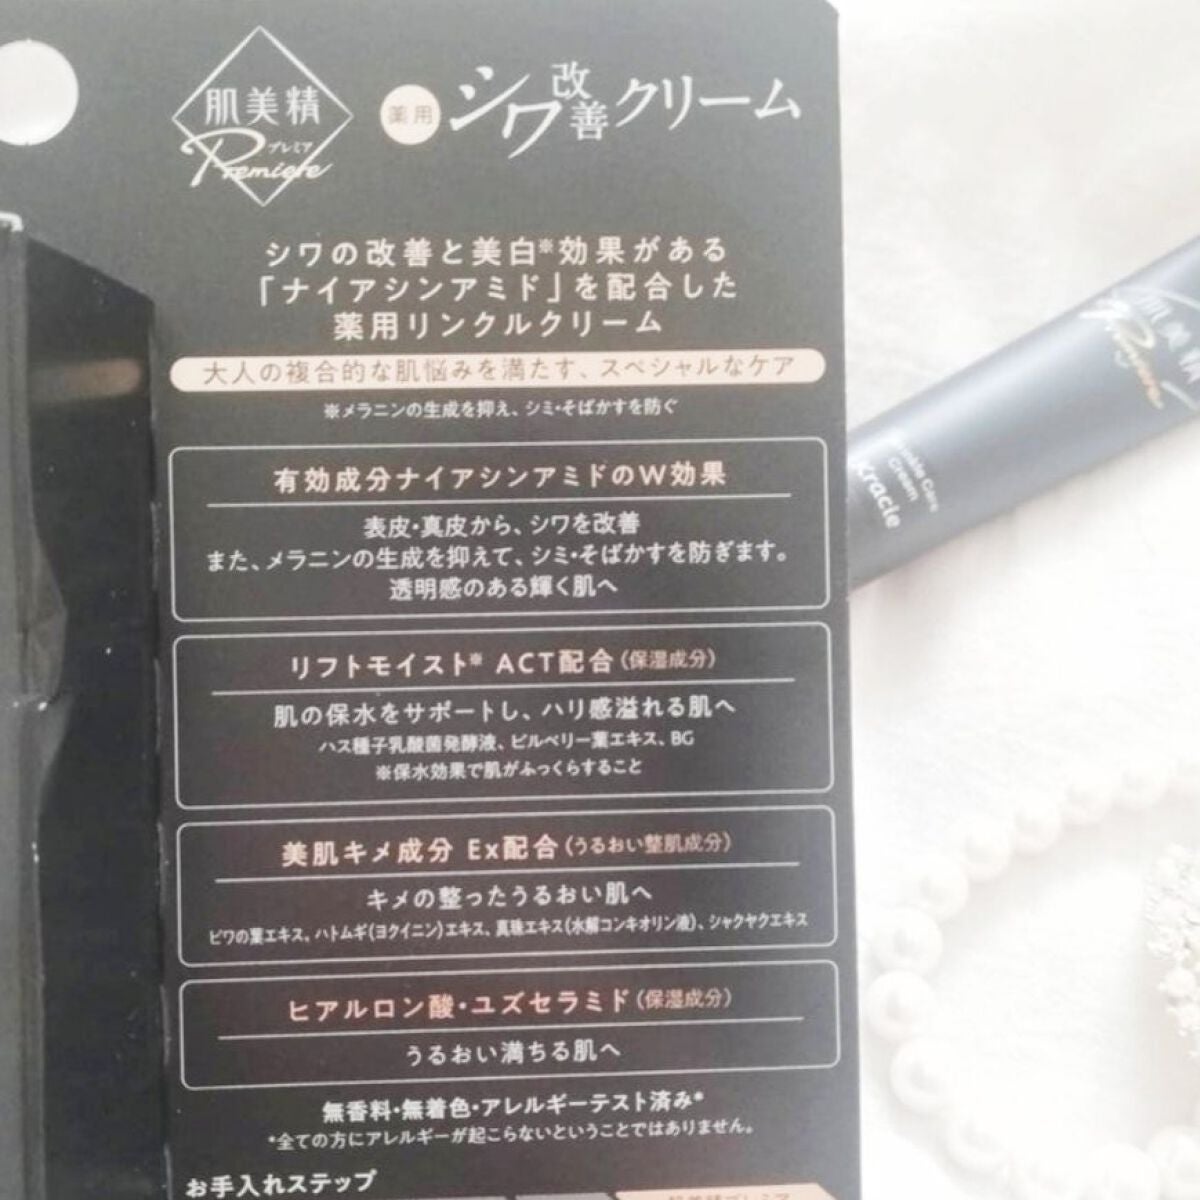 肌美精
プレミア
Premiere
薬用 シワ改善クリーム
シワの改善と美白※効果がある
「ナイアシンアミド」を配合した
薬用リンクルクリーム
大人の複合的な肌悩みを満たす、スペシャルなケア
※メラニンの生成を抑え、シミ・そばかすを防ぐ
有効成分ナイアシンアミドのW効果
表皮・真皮から、シワを改善
また、メラニンの生成を抑えて、シミ・そばかすを防ぎます。
透明感のある輝く肌へ
リフトモイスト※ ACT配合(保湿成分)
肌の保水をサポートし、ハリ感溢れる肌へ
ハス種子乳酸菌発酵液、ビルベリー葉エキス、BG
※保水効果で肌がふっくらすること
美肌キメ成分 Ex配合(うるおい整肌成分)
キメの整ったうるおい肌へ
ビワの葉エキス、ハトムギ(ヨクイニン)エキス、真珠エキス(水解コンキオリン液)、シャクヤクエキス
ヒアルロン酸・ユズセラミド(保湿成分)
うるおい満ちる肌へ
無香料・無着色・アレルギーテスト済み*
*全ての方にアレルギーが起こらないということではありません。
お手入れステップ
肌美精プレミア
肌美精
Care
Cream
Kracie